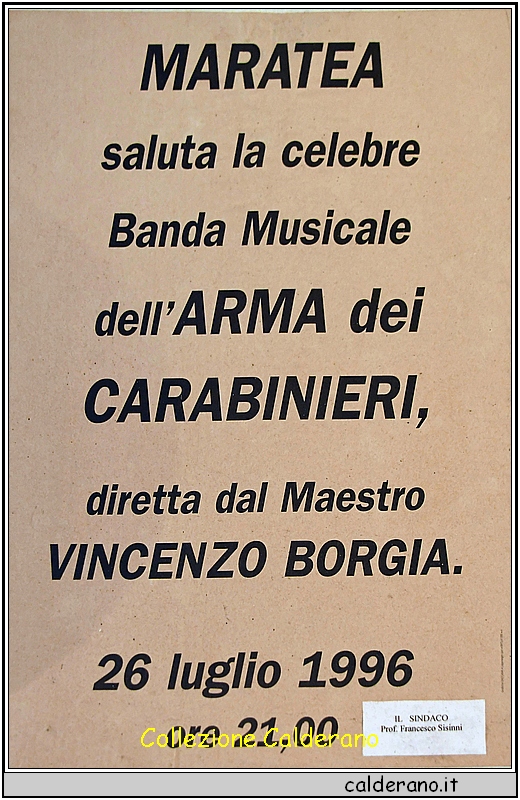 MARATEA
saluta la celebre
Banda Musicale
dell'ARMA dei
CARABINIERI,
diretta dal Maestro
VINCENZO BORGIA.
26 luglio 1996
ore 21,00
Collezione Calderano
IL SINDACO
Prof. Francesco Sisinni
calderano.it